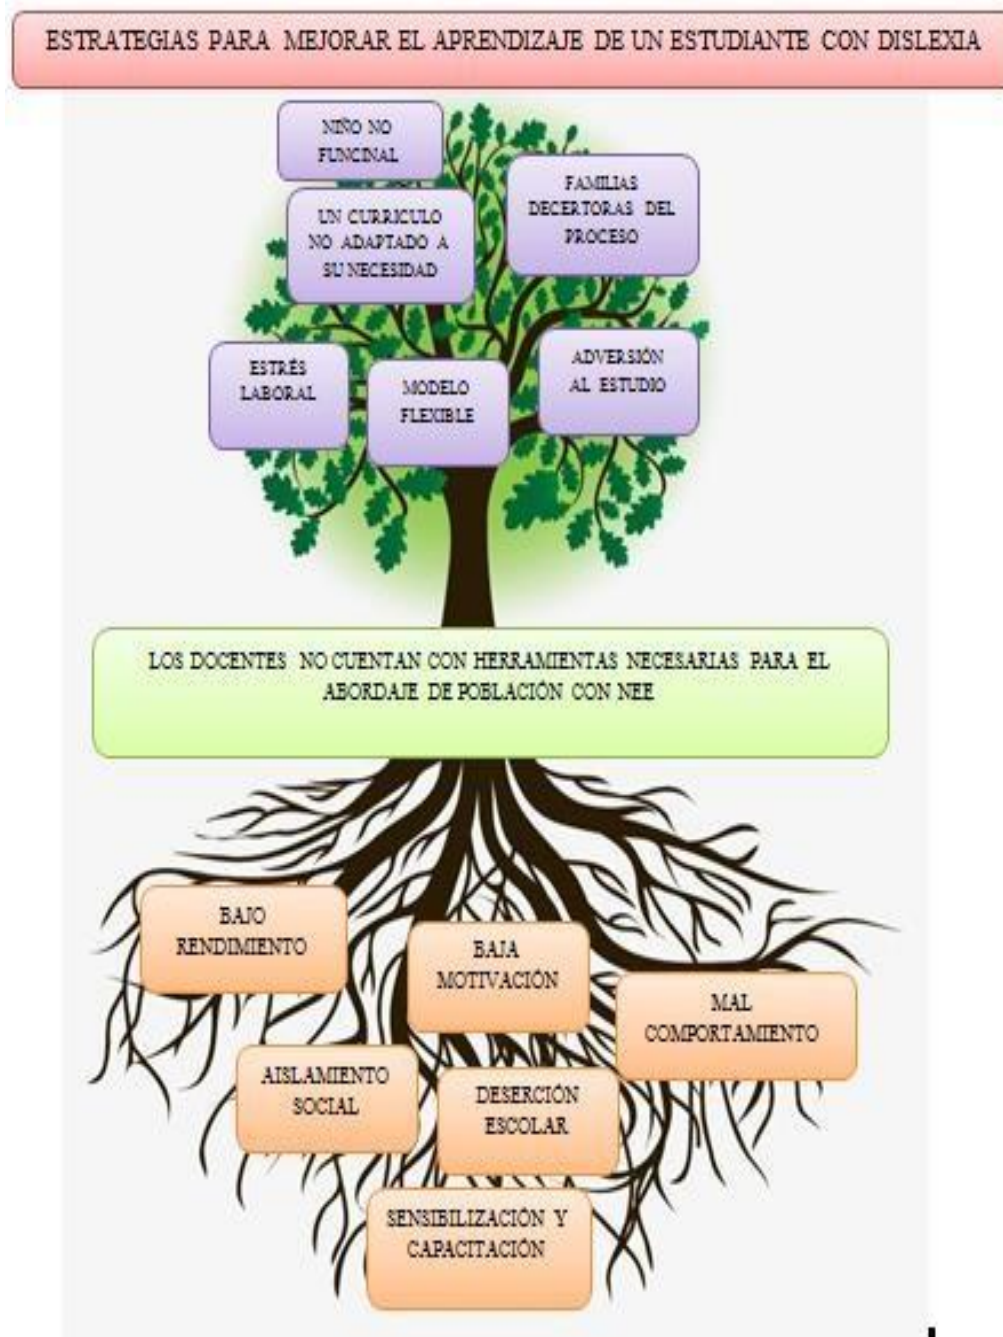 ESTRATEGIAS PARA MEJORAR EL APRENDIZAJE DE UN ESTUDIANTE CON DISLEXIA
NIÑO NO
FUNCINAL
FAMILIAS
DECERTORAS DEL
PROCESO
UN CURRICULO
NO ADAPTADO A
SU NECESIDAD
ESTRÉS
LABORAL
MODELO
FLEXIBLE
ADVERSIÓN
AL ESTUDIO
LOS DOCENTES NO CUENTAN CON HERRAMIENTAS NECESARIAS PARA EL
ABORDAJE DE POBLACIÓN CON NEE
BAJO
RENDIMIENTO
BAJA
MOTIVACIÓN
MAL
COMPORTAMIENTO
AISLAMIENTO
SOCIAL
DESERCIÓN
ESCOLAR
SENSIBILIZACIÓN Y
CAPACITACIÓN